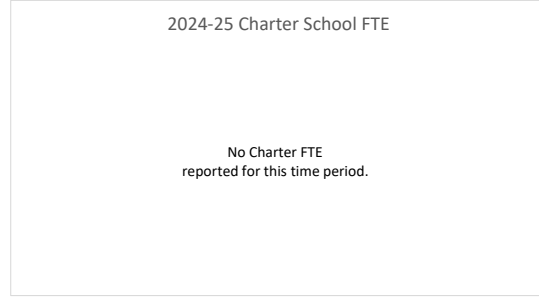 2024-25 Charter School FTE
No Charter FTE
reported for this time period.